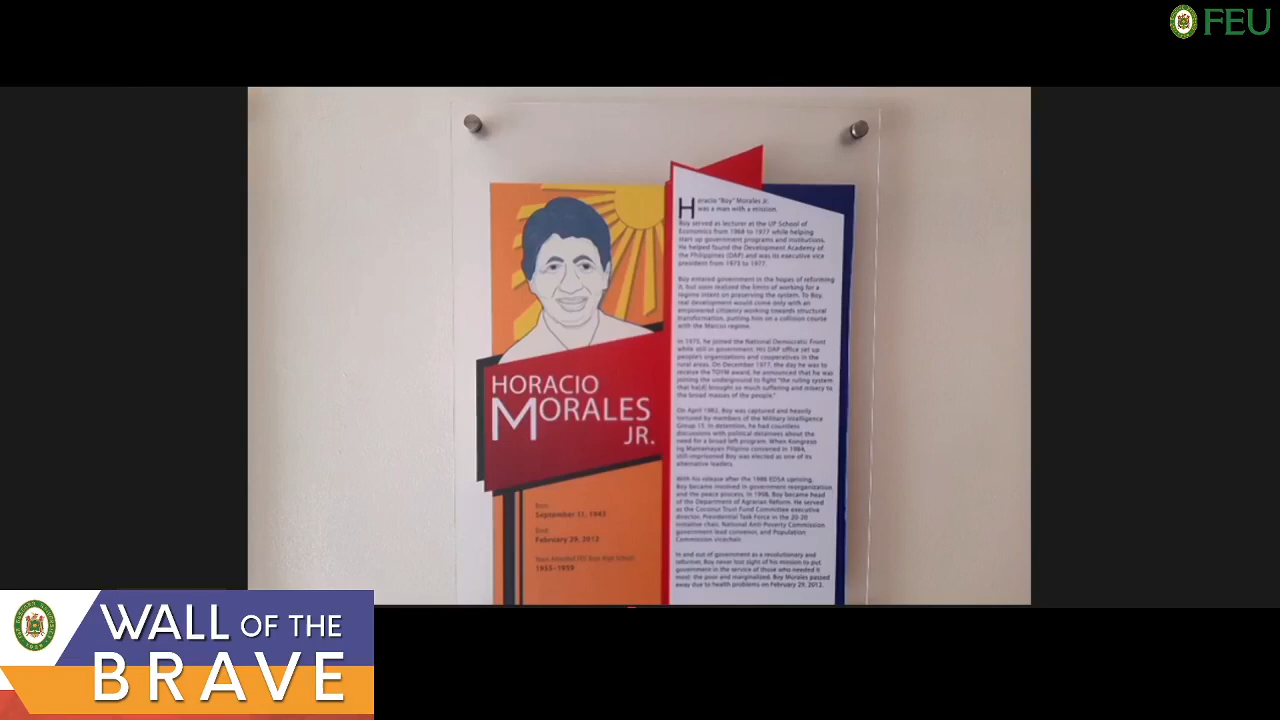 FEU
HORACIO
MORALES
JR.
Born
September 11, 1943
Died
February 29, 2012
Years Attended FEU Boys High School
1955–1959
Horacio "Boy" Morales Jr.
was a man with a mission.
Boy served as lecturer at the UP School of
Economics from 1968 to 1977 while helping
start up government programs and institutions.
He helped found the Development Academy of
the Philippines (DAP) and was its executive vice
president from 1973 to 1977.
Boy entered government in the hopes of reforming
it, but soon realized the limits of working for a
regime intent on preserving the system. To Boy,
real development would come only with an
empowered citizenry working towards structural
transformation, putting him on a collision course
with the Marcos regime.
In 1975, he joined the National Democratic Front
while still in government. His DAP office set up
people's organizations and cooperatives in the
rural areas. On December 1977, the day he was to
receive the TOYM award, he announced that he was
joining the underground to fight "the ruling system
that ha[d] brought so much suffering and misery to
the broad masses of the people."
On April 1982, Boy was captured and heavily
tortured by members of the Military Intelligence
Group 15. In detention, he had countless
discussions with political detainees about the
need for a broad left program. When Kongreso
ng Mamamayan Pilipino convened in 1984,
still-imprisoned Boy was elected as one of its
alternative leaders.
With his release after the 1986 EDSA uprising,
Boy became involved in government reorganization
and the peace process. In 1998, Boy became head
of the Department of Agrarian Reform. He served
as the Coconut Trust Fund Committee executive
director, Presidential Task Force in the 20-20
Initiative chair, National Anti-Poverty Commission
government lead convenor, and Population
Commission vicechair.
In and out of government as a revolutionary and
reformer, Boy never lost sight of his mission to put
government in the service of those who needed it
most: the poor and marginalized. Boy Morales passed
away due to health problems on February 29, 2012.
WALL OF THE
BRAVE